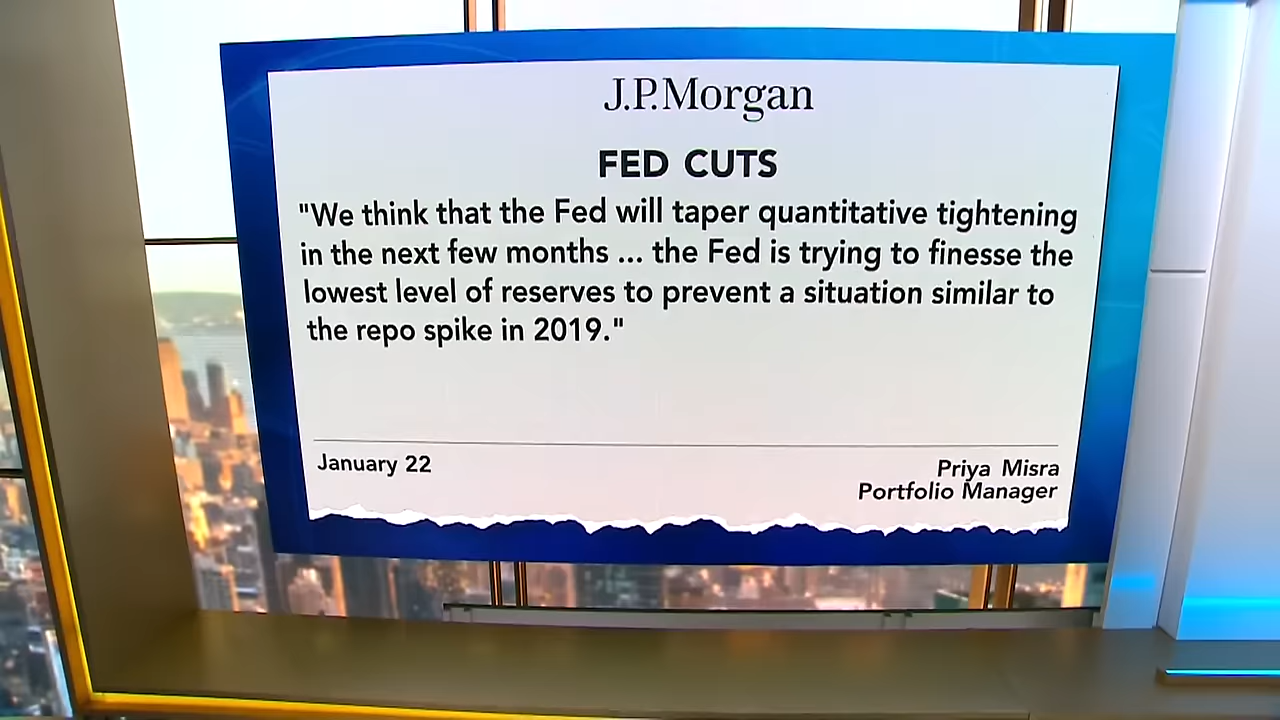 J.P.Morgan
FED CUTS
"We think that the Fed will taper quantitative tightening
in the next few months ... the Fed is trying to finesse the
lowest level of reserves to prevent a situation similar to
the repo spike in 2019."
January 22
Priya Misra
Portfolio Manager